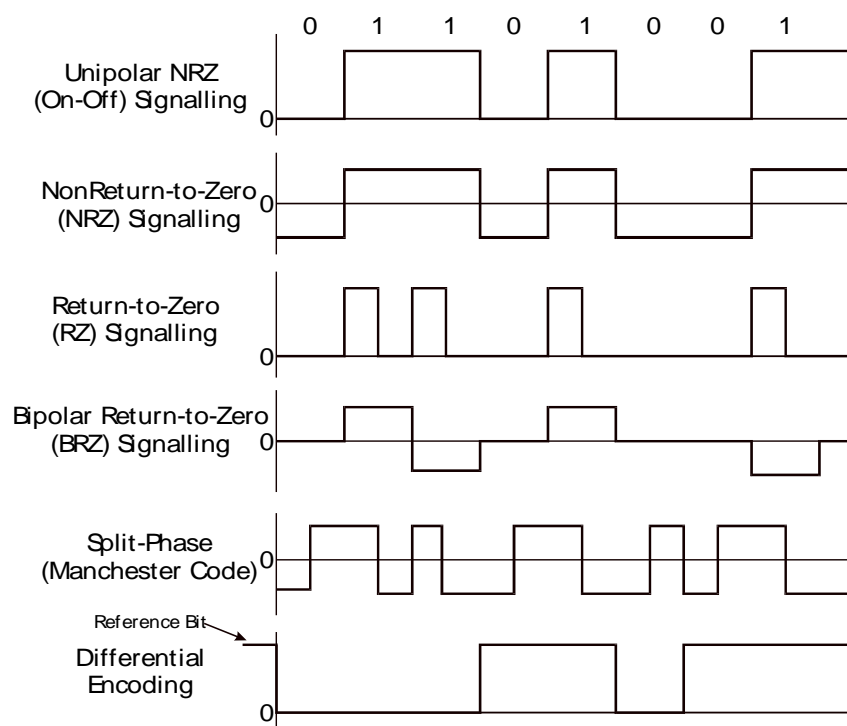 0 1 1 0 1 0 0 1
Unipolar NRZ
(On-Off) Signalling
0
NonReturn-to-Zero
(NRZ) Signalling
0
Return-to-Zero
(RZ) Signalling
0
Bipolar Return-to-Zero
(BRZ) Signalling
0
Split-Phase
(Manchester Code)
0
Reference Bit
Differential
Encoding
0